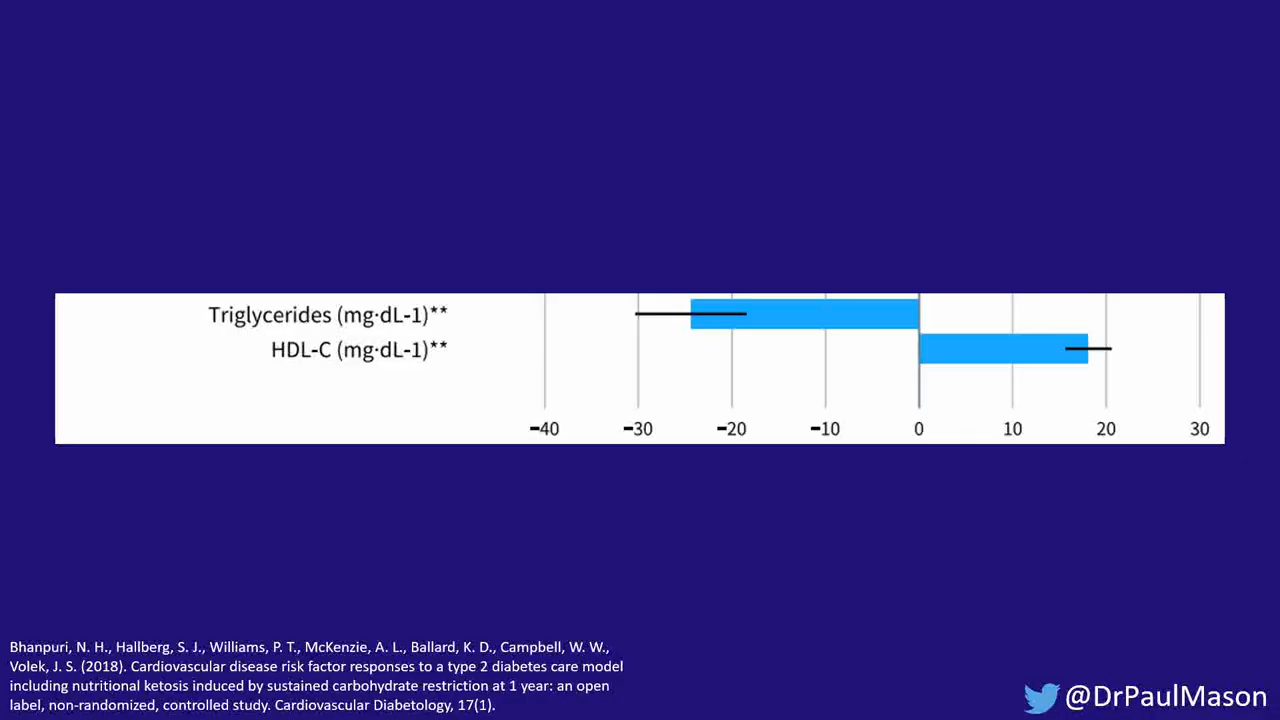 Triglycerides (mg·dL-1)**
HDL-C (mg·dL-1)**
−40 −30 −20 −10 0 10 20 30
Bhanpuri, N. H., Hallberg, S. J., Williams, P. T., McKenzie, A. L., Ballard, K. D., Campbell, W. W.,
Volek, J. S. (2018). Cardiovascular disease risk factor responses to a type 2 diabetes care model
including nutritional ketosis induced by sustained carbohydrate restriction at 1 year: an open
label, non-randomized, controlled study. Cardiovascular Diabetology, 17(1).
@DrPaulMason